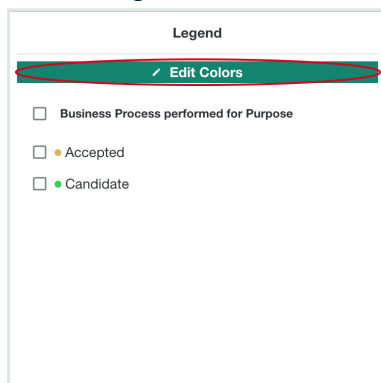 Legend
Edit Colors
Business Process performed for Purpose
Accepted
Candidate